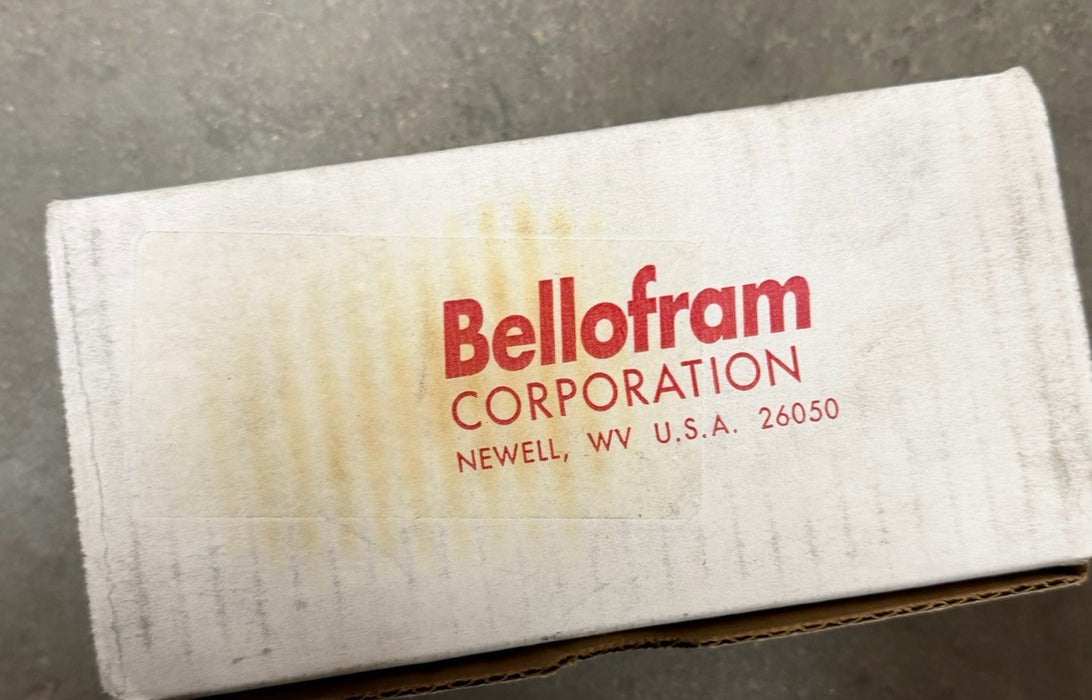 Bellofram
CORPORATION
NEWELL, WV U.S.A. 26050